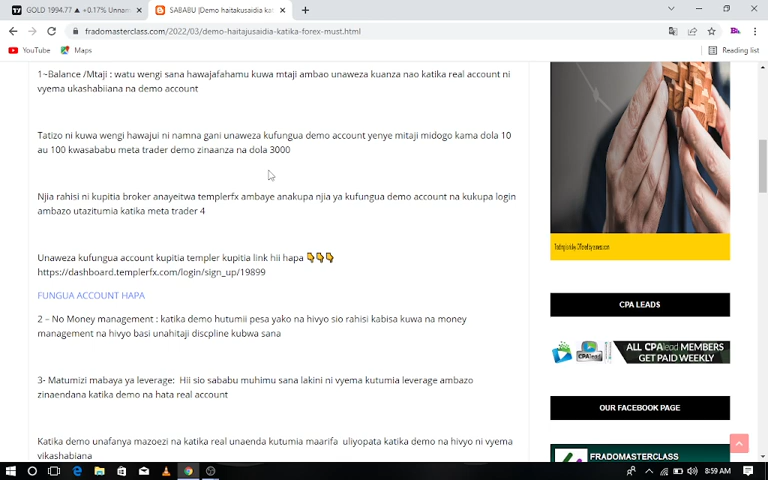 GOLD 1994.77 ▲ +0.17% Unnam
SABABU |Demo haitakusaidia kat
fradomasterclass.com/2022/03/demo-haitajusaidia-katika-forex-must.html
YouTube
Maps
Reading list
1~Balance /Mtaji : watu wengi sana hawajafahamu kuwa mtaji ambao unaweza kuanza nao katika real account ni
vyema ukashabiiana na demo account
Tatizo ni kuwa wengi hawajui ni namna gani unaweza kufungua demo account yenye mitaji midogo kama dola 10
au 100 kwasababu meta trader demo zinaanza na dola 3000
Njia rahisi ni kupitia broker anayeitwa templerfx ambaye anakupa njia ya kufungua demo account na kukupa login
ambazo utazitumia katika meta trader 4
Unaweza kufungua account kupitia templer kupitia link hii hapa 👇👇👇
https://dashboard.templerfx.com/login/sign_up/19899
FUNGUA ACCOUNT HAPA
2 – No Money management : katika demo hutumii pesa yako na hivyo sio rahisi kabisa kuwa na money
management na hivyo basi unahitaji discpline kubwa sana
3- Matumizi mabaya ya leverage: Hii sio sababu muhimu sana lakini ni vyema kutumia leverage ambazo
zinaendana katika demo na hata real account
Katika demo unafanya mazoezi na katika real unaenda kutumia maarifa uliyopata katika demo na hivyo ni vyema
vikashabiana
CPA LEADS
CPAlead
ALL CPAlead MEMBERS
GET PAID WEEKLY
OUR FACEBOOK PAGE
FRADOMASTERCLASS
8:59 AM